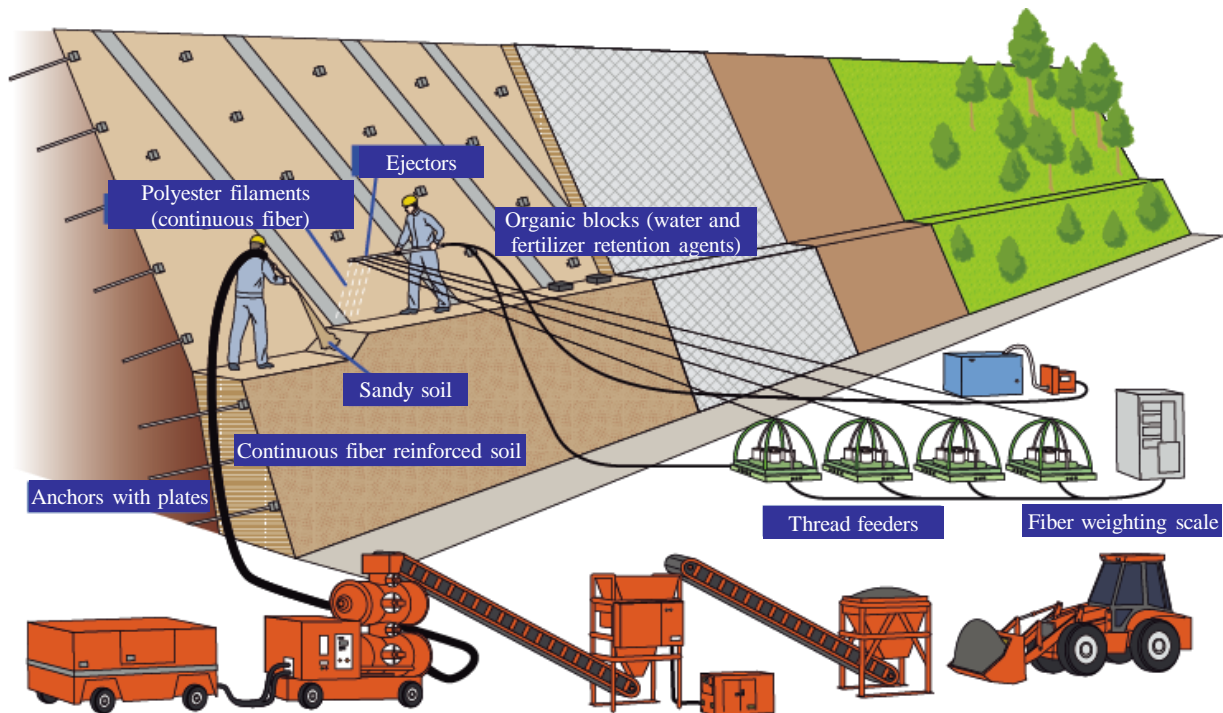 Ejectors
Polyester filaments
(continuous fiber)
Organic blocks (water and
fertilizer retention agents)
Sandy soil
Continuous fiber reinforced soil
Anchors with plates
Thread feeders
Fiber weighting scale